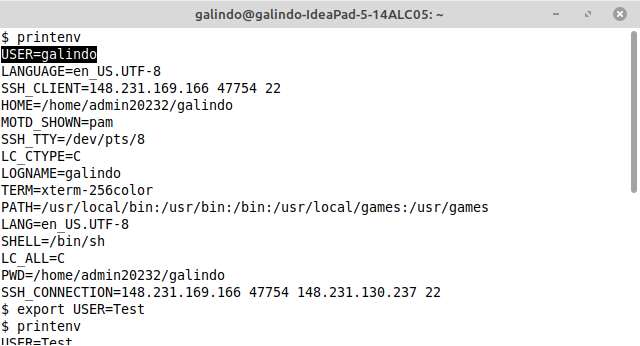 galindo@galindo-IdeaPad-5-14ALC05: ~
$ printenv
USER=galindo
LANGUAGE=en_US.UTF-8
SSH_CLIENT=148.231.169.166 47754 22
HOME=/home/admin20232/galindo
MOTD_SHOWN=pam
SSH_TTY=/dev/pts/8
LC_CTYPE=C
LOGNAME=galindo
TERM=xterm-256color
PATH=/usr/local/bin:/usr/bin:/bin:/usr/local/games:/usr/games
LANG=en_US.UTF-8
SHELL=/bin/sh
LC_ALL=C
PWD=/home/admin20232/galindo
SSH_CONNECTION=148.231.169.166 47754 148.231.130.237 22
$ export USER=Test
$ printenv
USER=Test